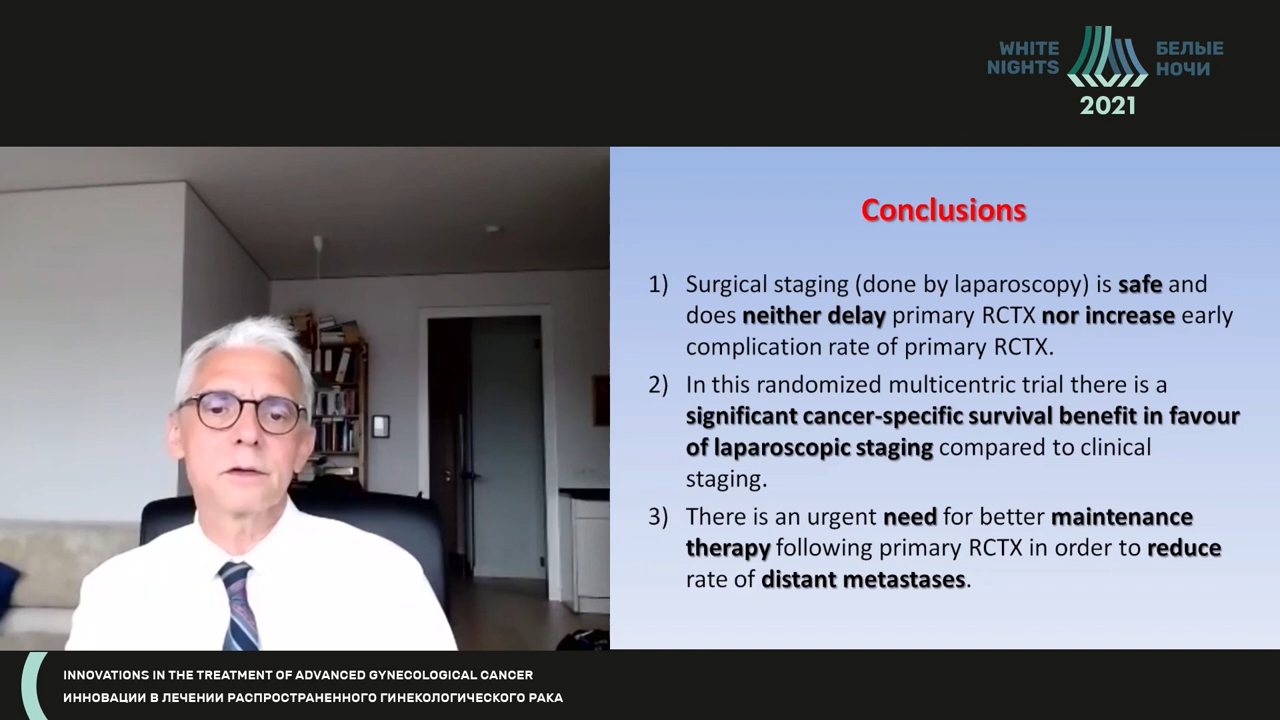 WHITE
NIGHTS
БЕЛЫЕ
НОЧИ
2021
Conclusions
1) Surgical staging (done by laparoscopy) is safe and
does neither delay primary RCTX nor increase early
complication rate of primary RCTX.
2) In this randomized multicentric trial there is a
significant cancer-specific survival benefit in favour
of laparoscopic staging compared to clinical
staging.
3) There is an urgent need for better maintenance
therapy following primary RCTX in order to reduce
rate of distant metastases.
INNOVATIONS IN THE TREATMENT OF ADVANCED GYNECOLOGICAL CANCER
ИННОВАЦИИ В ЛЕЧЕНИИ РАСПРОСТРАНЕННОГО ГИНЕКОЛОГИЧЕСКОГО РАКА